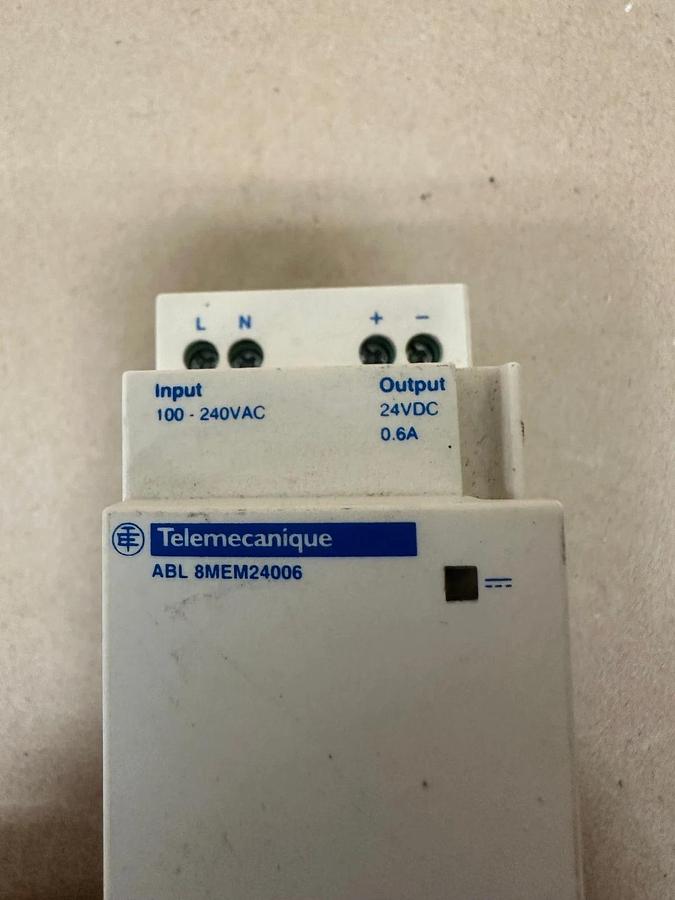 L N + −
Input
100 - 240VAC
Output
24VDC
0.6A
Telemecanique
ABL 8MEM24006